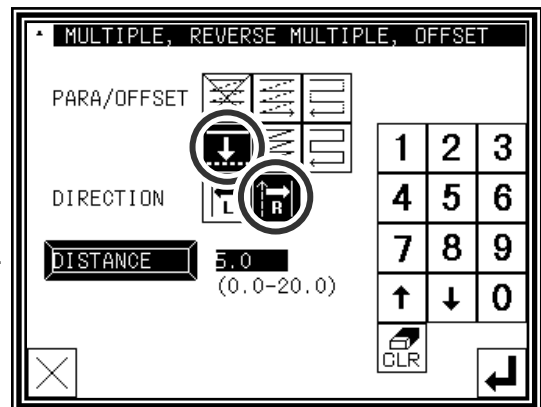 MULTIPLE, REVERSE MULTIPLE, OFFSET
PARA/OFFSET
1 2 3
DIRECTION L R
4 5 6
DISTANCE 5.0
7 8 9
(0.0-20.0)
↑ ↓ 0
CLR